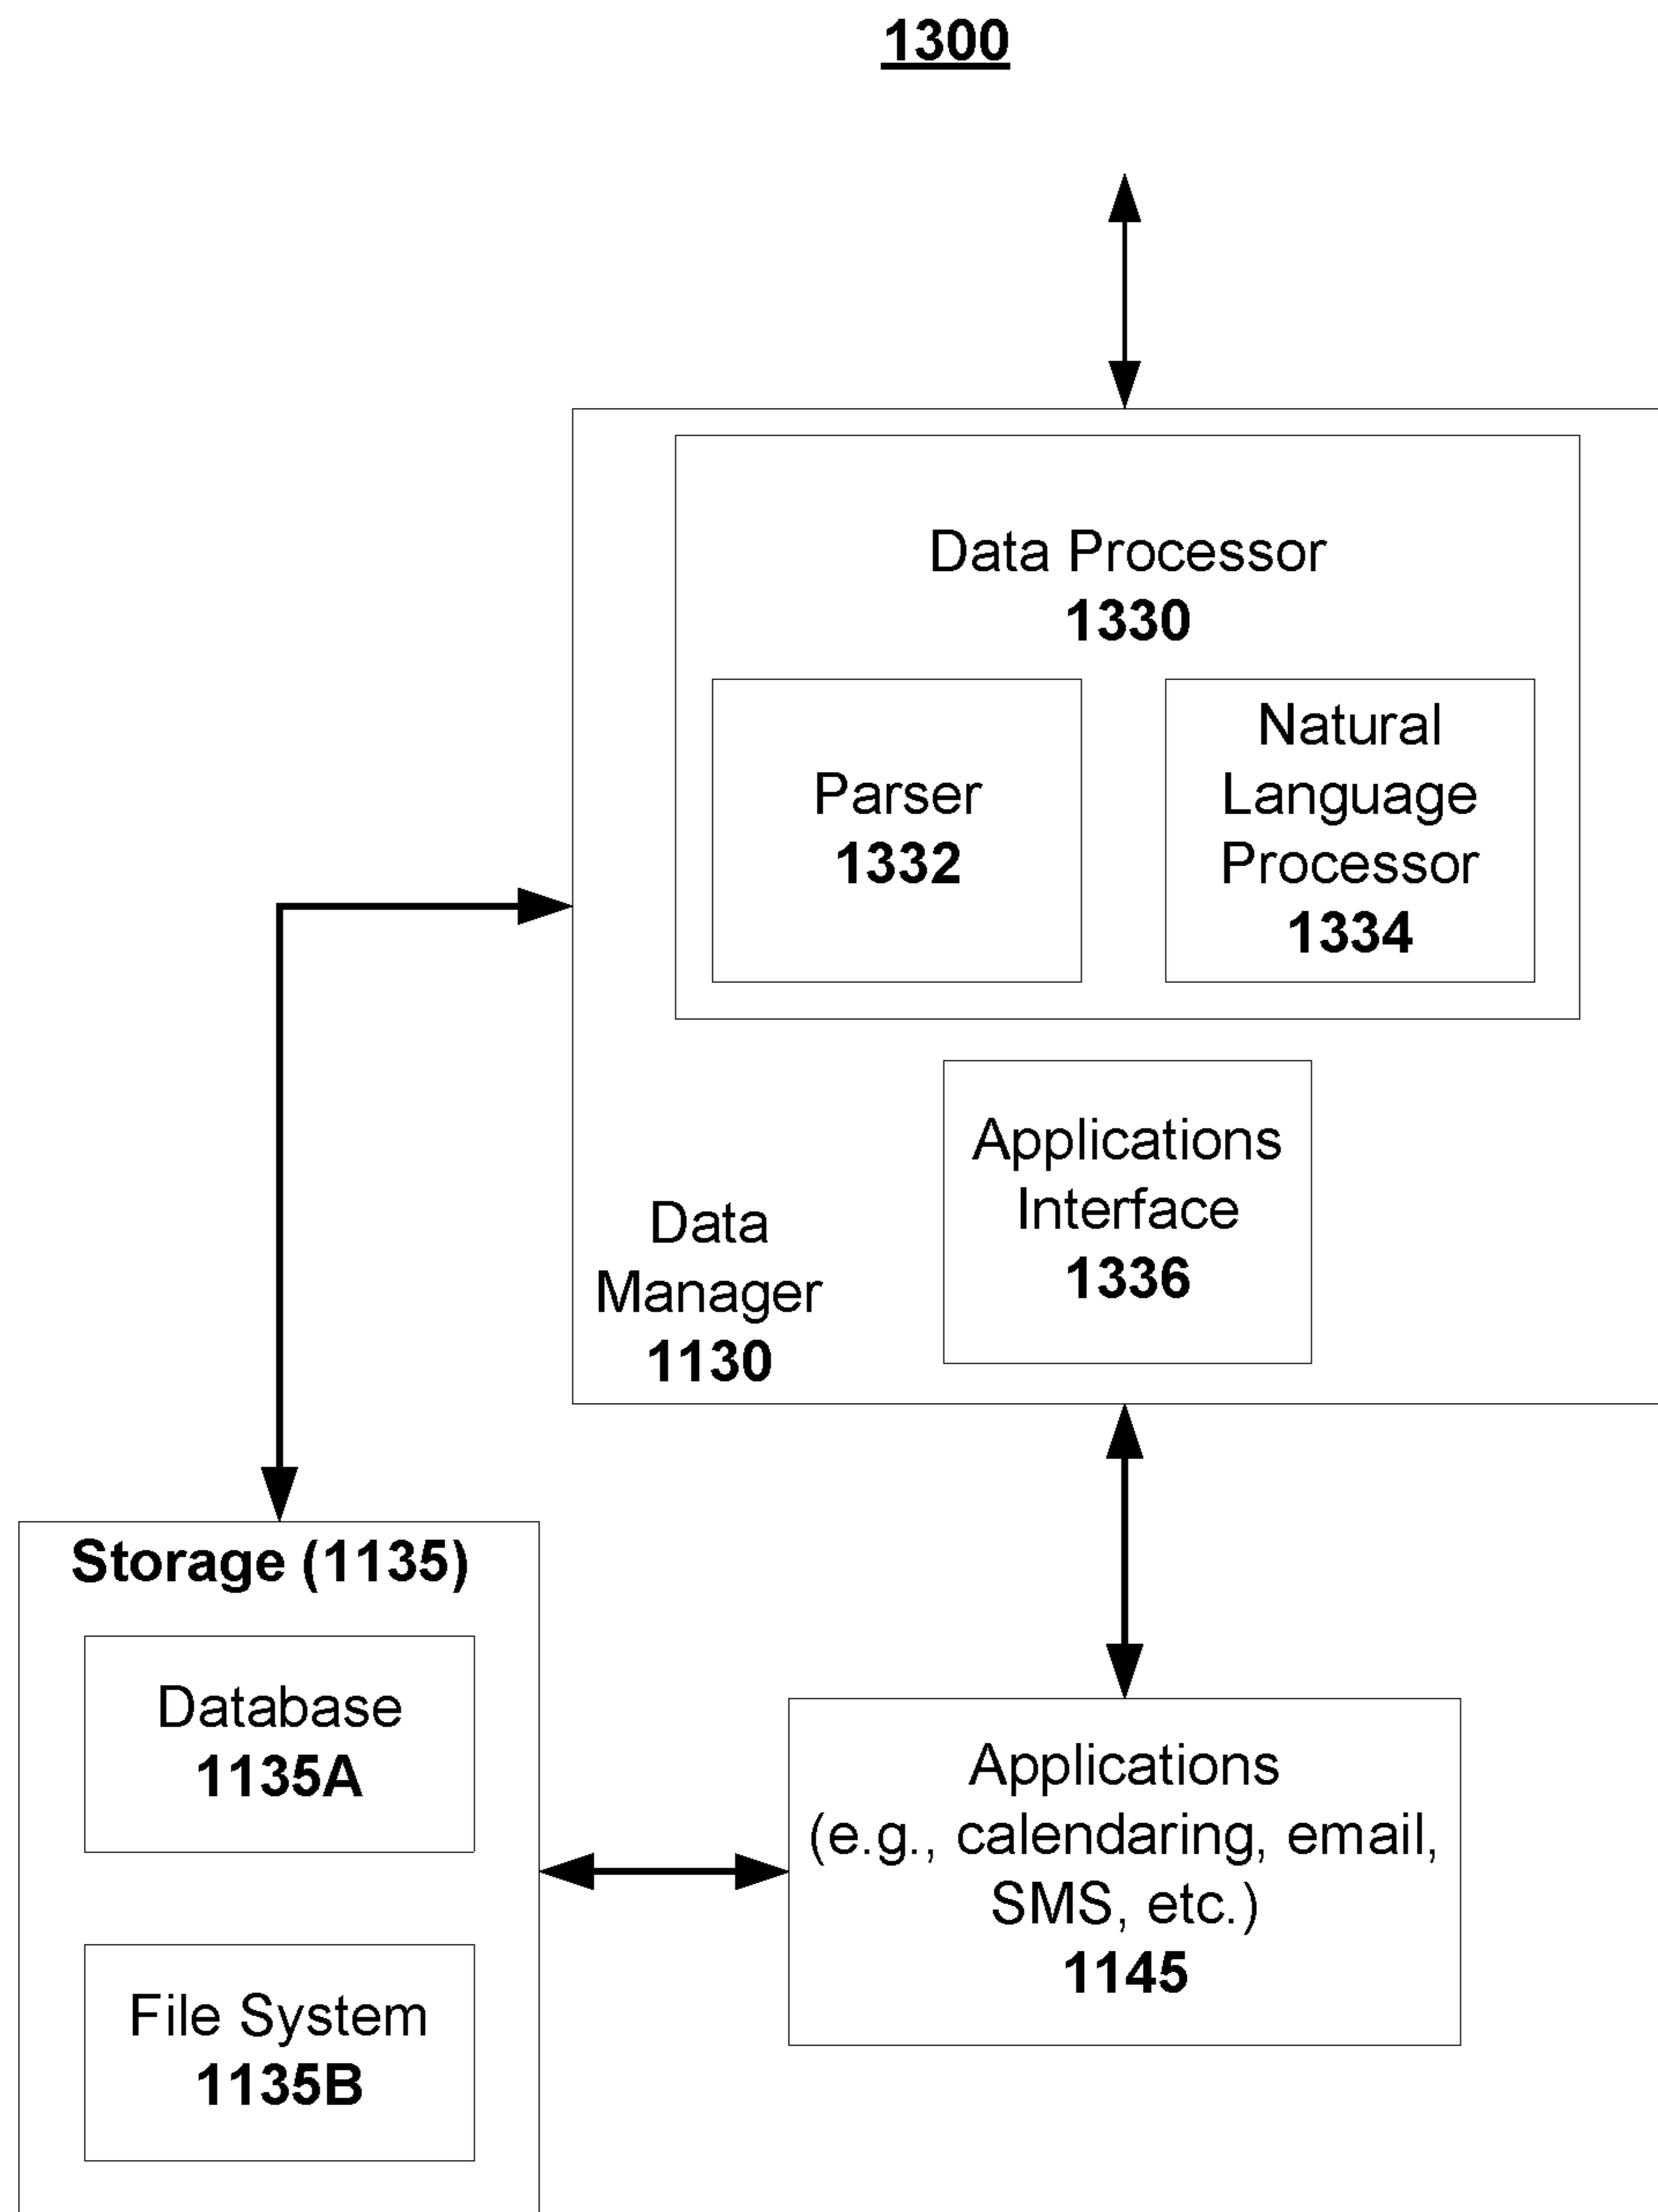 1300
Data Processor
1330
Parser
1332
Natural
Language
Processor
1334
Applications
Interface
1336
Data
Manager
1130
Storage (1135)
Database
1135A
File System
1135B
Applications
(e.g., calendaring, email,
SMS, etc.)
1145